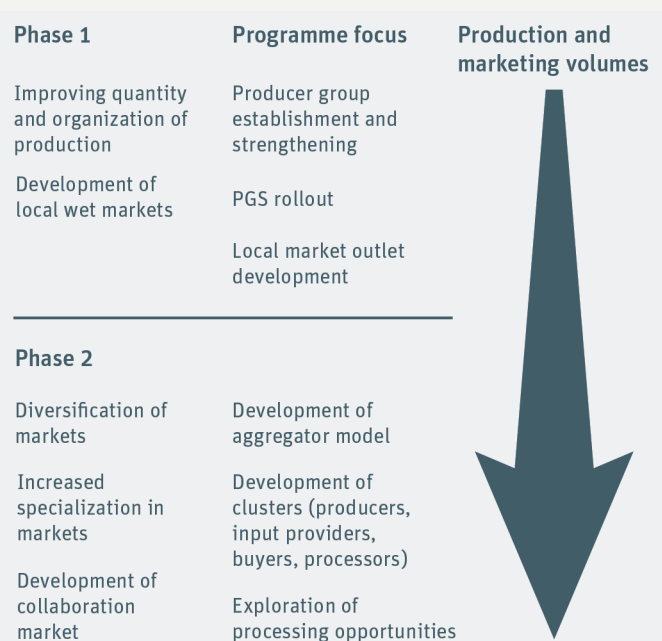 Phase 1
Improving quantity
and organization of
production
Development of
local wet markets
Programme focus
Producer group
establishment and
strengthening
PGS rollout
Local market outlet
development
Production and
marketing volumes
Phase 2
Diversification of
markets
Increased
specialization in
markets
Development of
collaboration
market
Development of
aggregator model
Development of
clusters (producers,
input providers,
buyers, processors)
Exploration of
processing opportunities